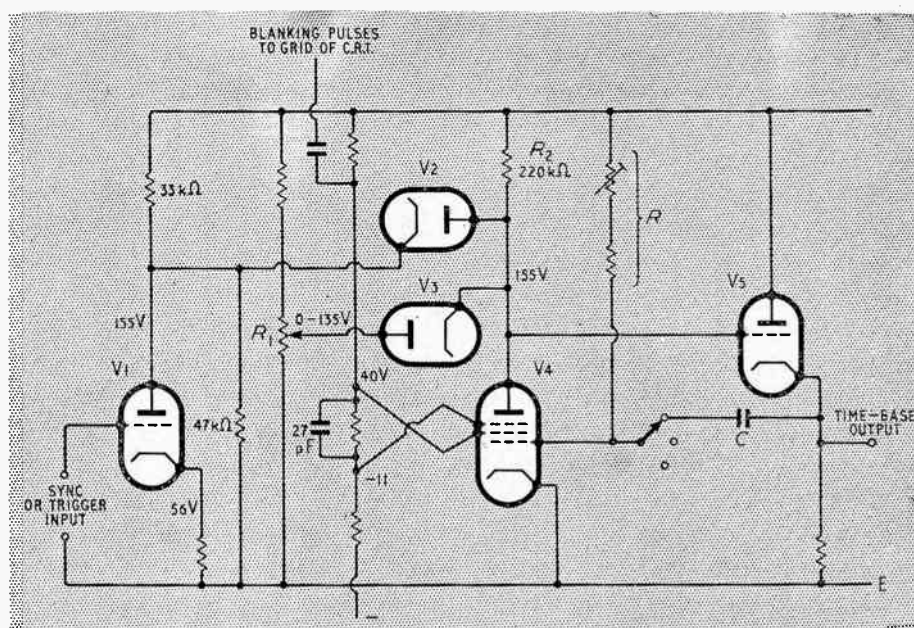 BLANKING PULSES
TO GRID OF C.R.T.
33kΩ
V2
R2
220kΩ
R
155V
V3
155V
0-135V
R1
V5
V1
V4
40V
47kΩ
27
pF
-11
C
TIME-BASE
OUTPUT
SYNC
OR TRIGGER
INPUT
56V
E
−